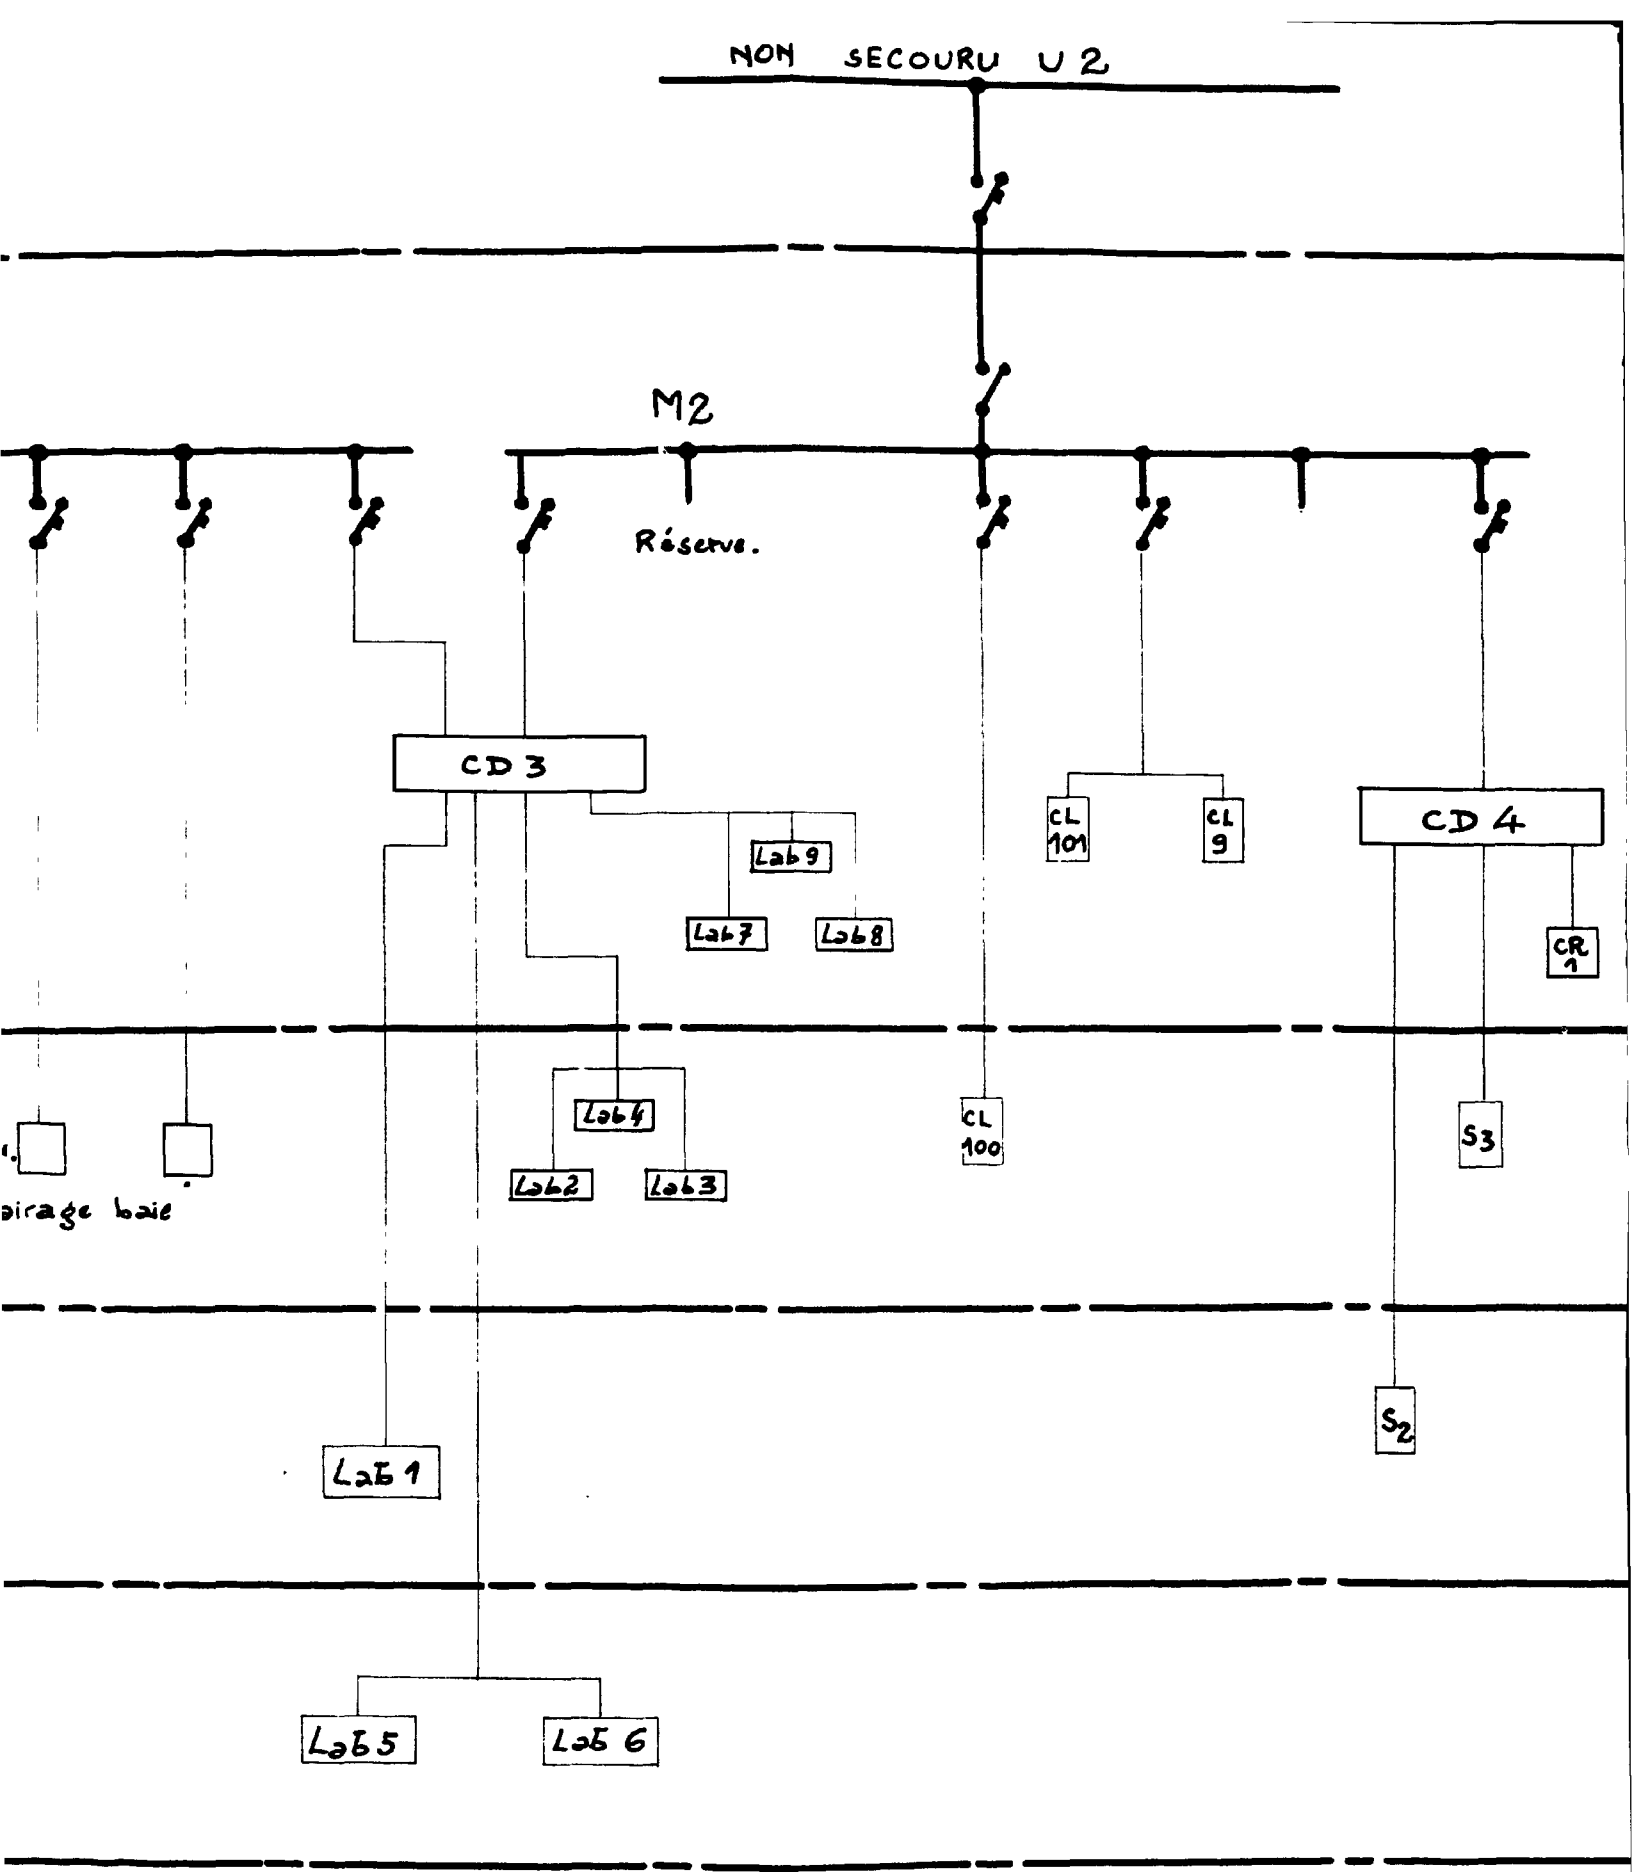 NON SECOURU U2
M2
Réserve.
CD 3
CL
101
CL
9
CD 4
Lab 9
Lab 7
Lab 8
CR
1
Lab 4
CL
100
S3
Lab 2
Lab 3
airage baie
S2
Lab 1
Lab 5
Lab 6